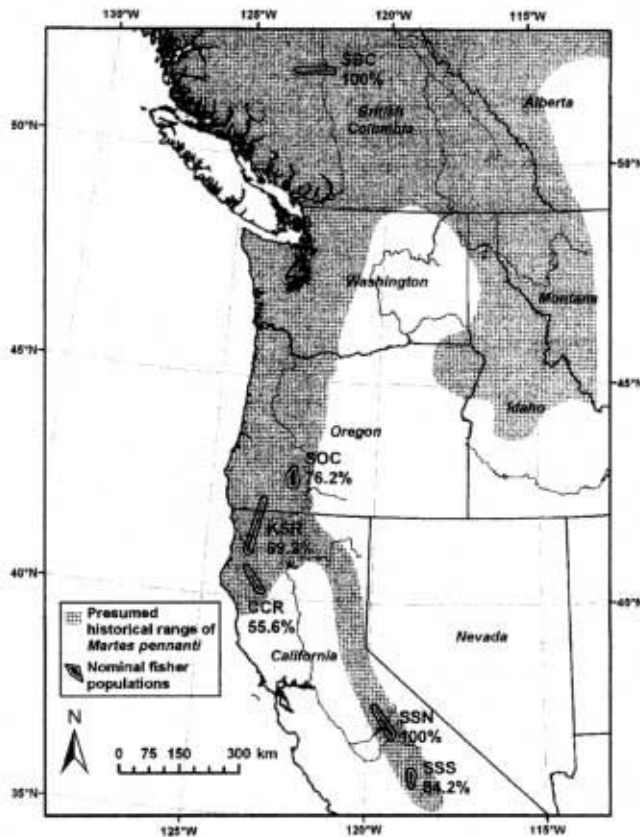 130°W 125°W 120°W 115°W
SBC
100%
Alberta
British
Columbia
50°N
50°N
Washington
Montana
45°N
45°N
Idaho
Oregon
SOC
76.2%
KSR
40°N
CCR
55.6%
Presumed
historical range of
Martes pennanti
Nominal fisher
populations
California
Nevada
N
SSN
100%
0 75 150 300 km
SSS
84.2%
35°N
125°W 120°W 115°W